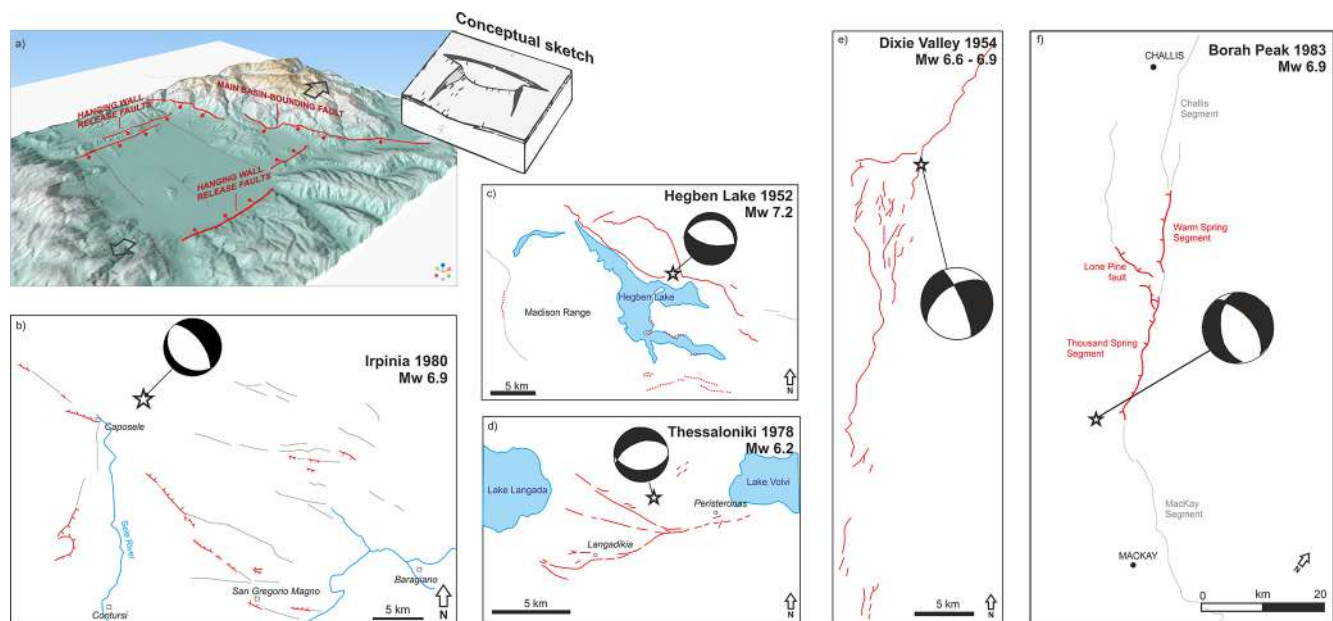 a)
HANGING WALL
RELEASE FAULTS
MAIN BASIN-BOUNDING FAULT
HANGING WALL
RELEASE FAULTS
Conceptual sketch
b)
Irpinia 1980
Mw 6.9
Caposele
Sele River
Contursi
San Gregorio Magno
Baragiano
N
5 km
c)
Hegben Lake 1952
Mw 7.2
Hegben Lake
Madison Range
5 km
N
d)
Thessaloniki 1978
Mw 6.2
Lake Langada
Lake Volvi
Peristeronas
Langadikia
5 km
N
e)
Dixie Valley 1954
Mw 6.6 - 6.9
5 km
N
f)
Borah Peak 1983
Mw 6.9
CHALLIS
Challis
Segment
Warm Spring
Segment
Lone Pine
fault
Thousand Spring
Segment
MacKay
Segment
MACKAY
N
0 km 20